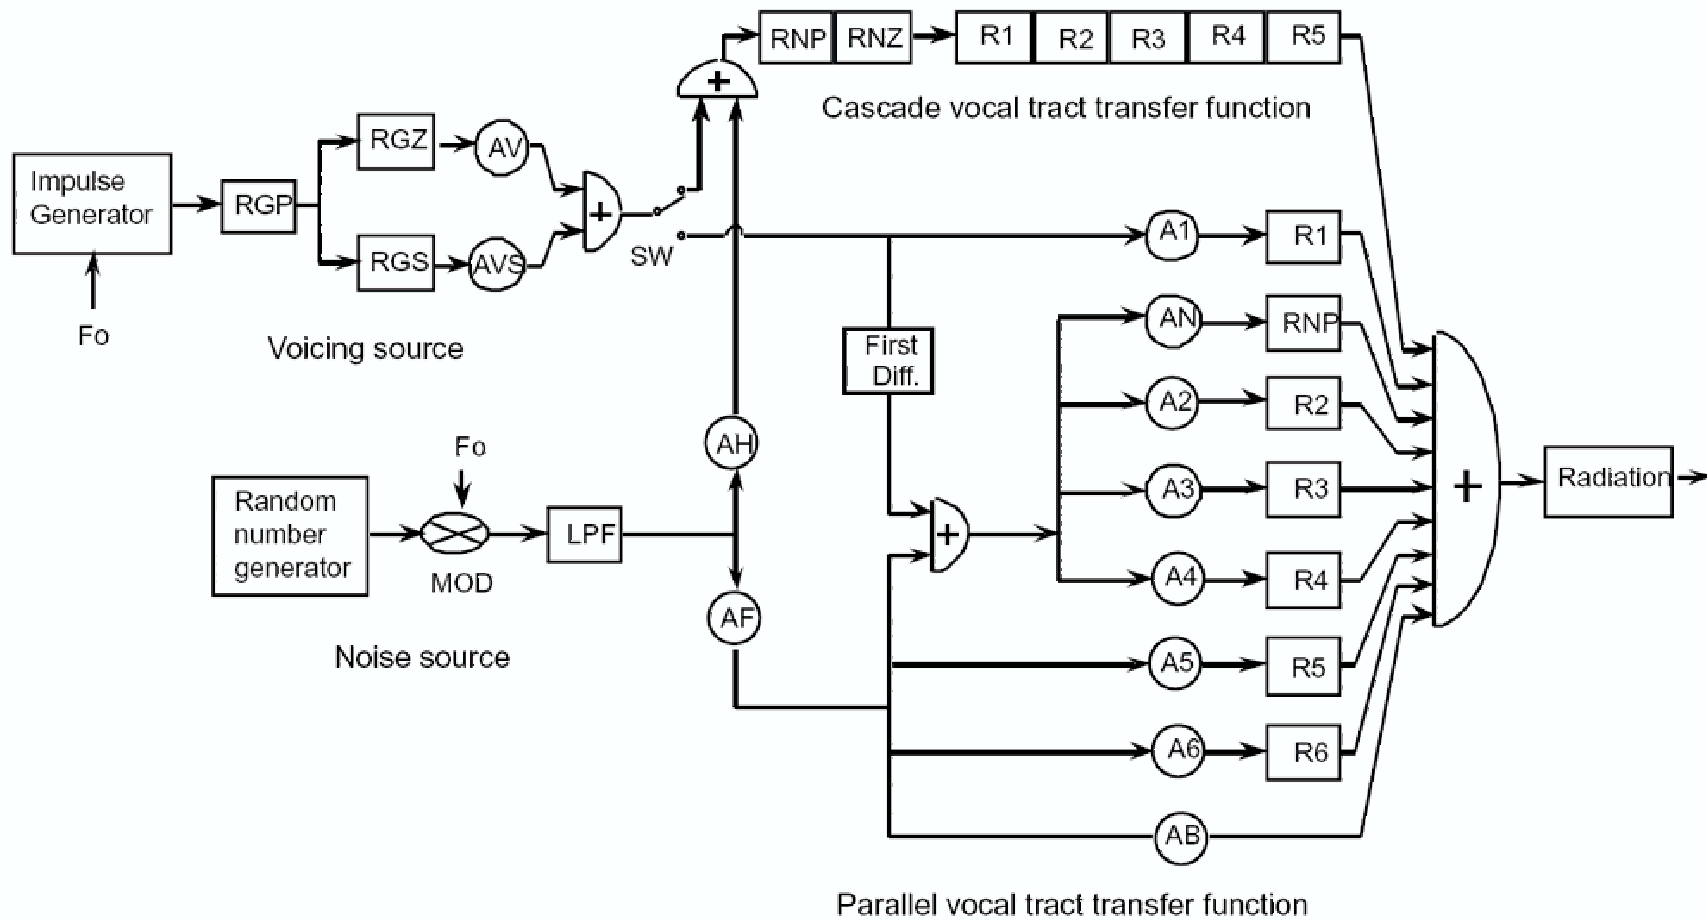 RNP RNZ R1 R2 R3 R4 R5
+
Cascade vocal tract transfer function
Impulse
Generator
RGP
RGZ
AV
+
RGS
AVS
SW
Fo
Voicing source
A1
R1
First
Diff.
AN
RNP
A2
R2
AH
Fo
Random
number
generator
MOD
LPF
AF
Noise source
+
A3
R3
A4
R4
A5
R5
A6
R6
AB
+
Radiation
Parallel vocal tract transfer function